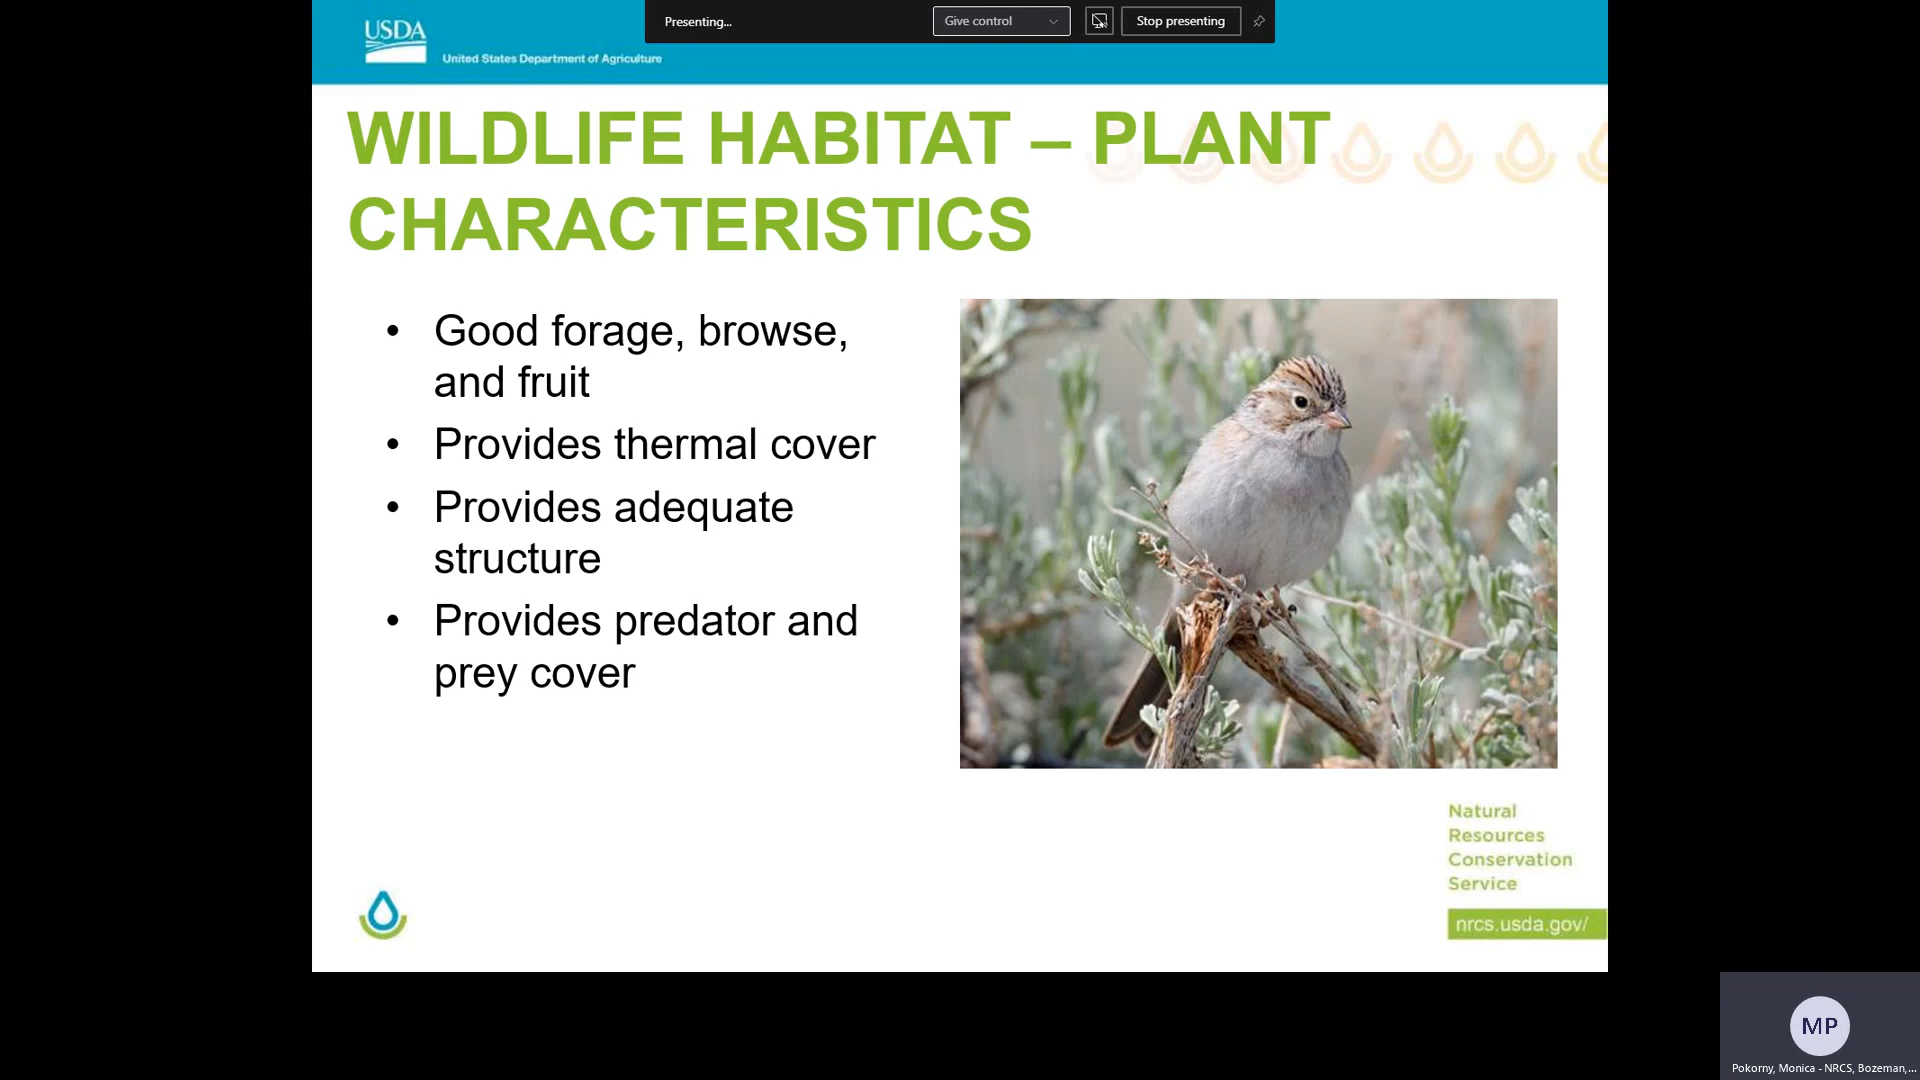 Presenting...
Give control
Stop presenting
USDA
United States Department of Agriculture
WILDLIFE HABITAT – PLANT
CHARACTERISTICS
• Good forage, browse,
and fruit
• Provides thermal cover
• Provides adequate
structure
• Provides predator and
prey cover
Natural
Resources
Conservation
Service
nrcs.usda.gov/
MP
Pokorny, Monica - NRCS, Bozeman,...